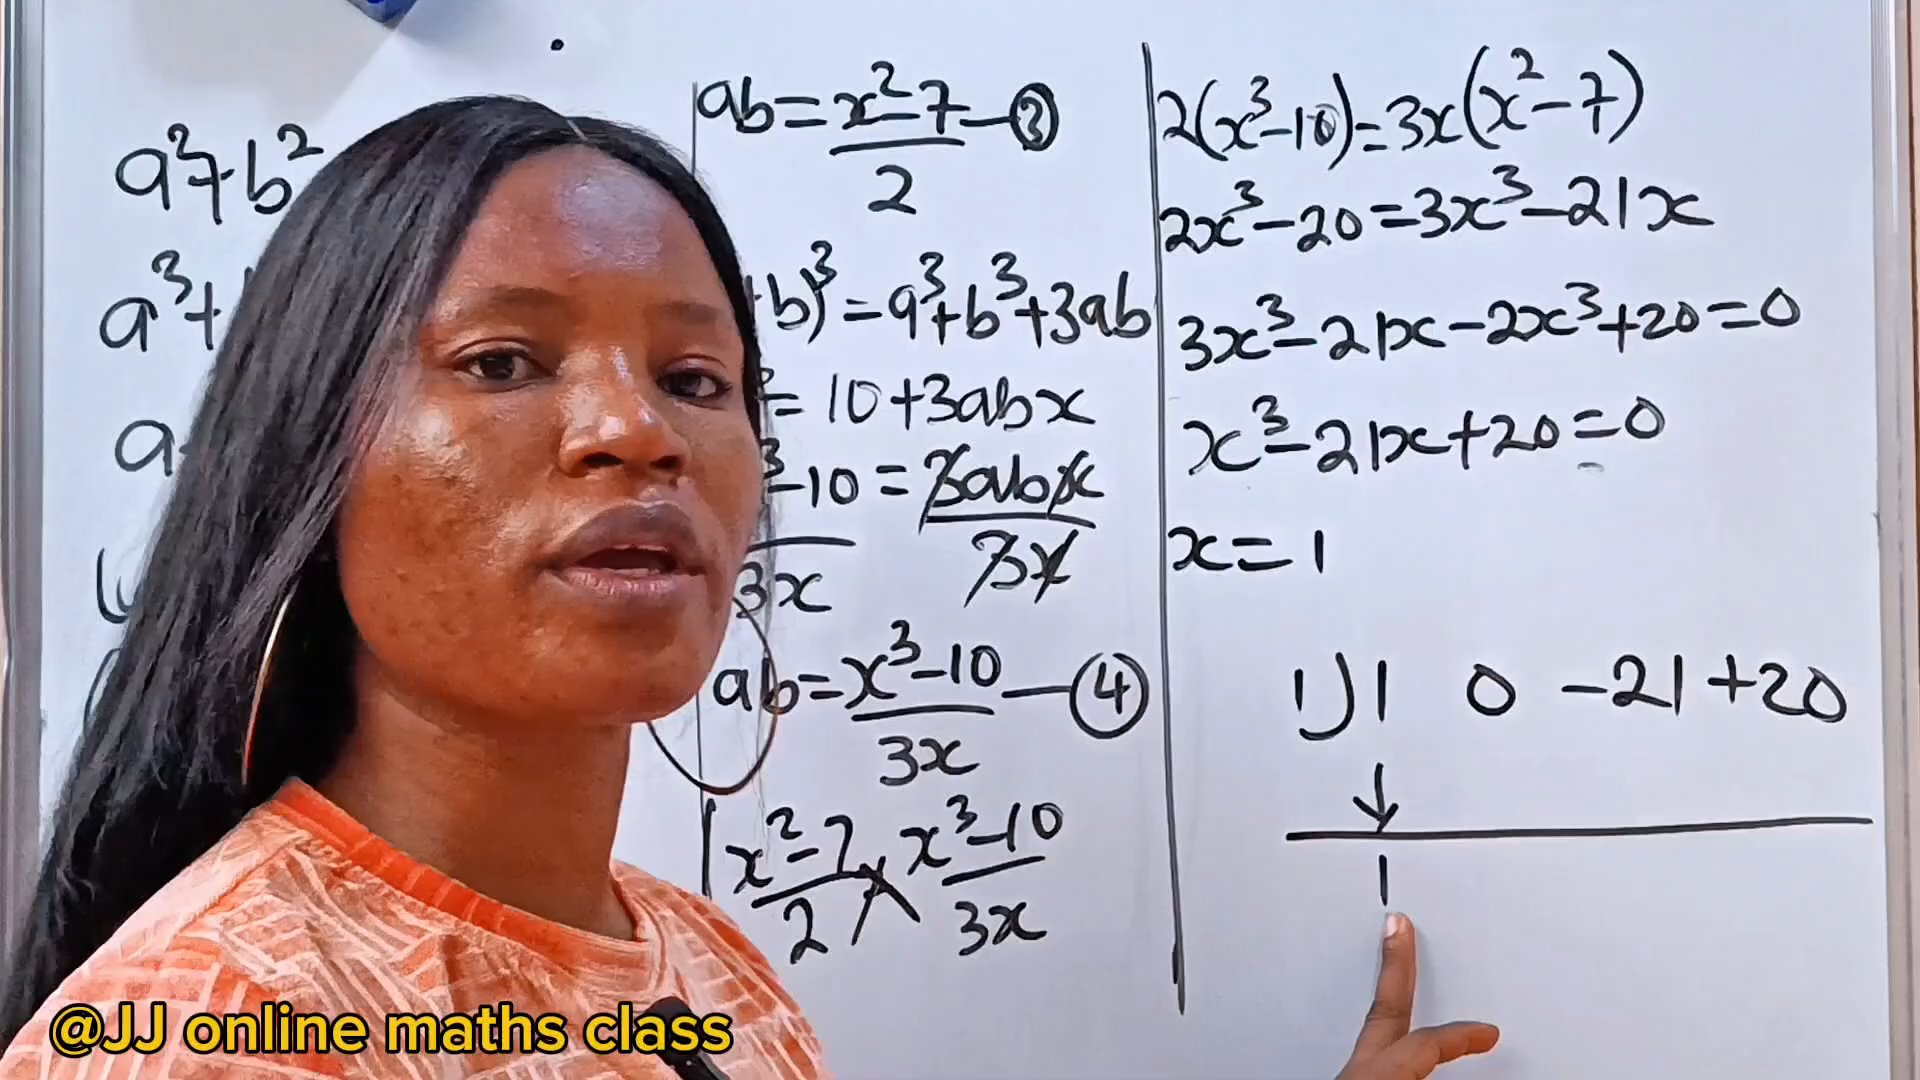 a²+b²
a³+
a
ab=x²-7/2 —③
b)³=a³+b³+3ab
=10+3abx
³-10=3abx
3x 3x
ab=x³-10/3x —④
x²-7/2 x³-10/3x
2(x³-10)=3x(x²-7)
2x³-20=3x³-21x
3x³-21x-2x³+20=0
x³-21x+20=0
x=1
1)1 0 -21 +20
↓
1
@JJ online maths class